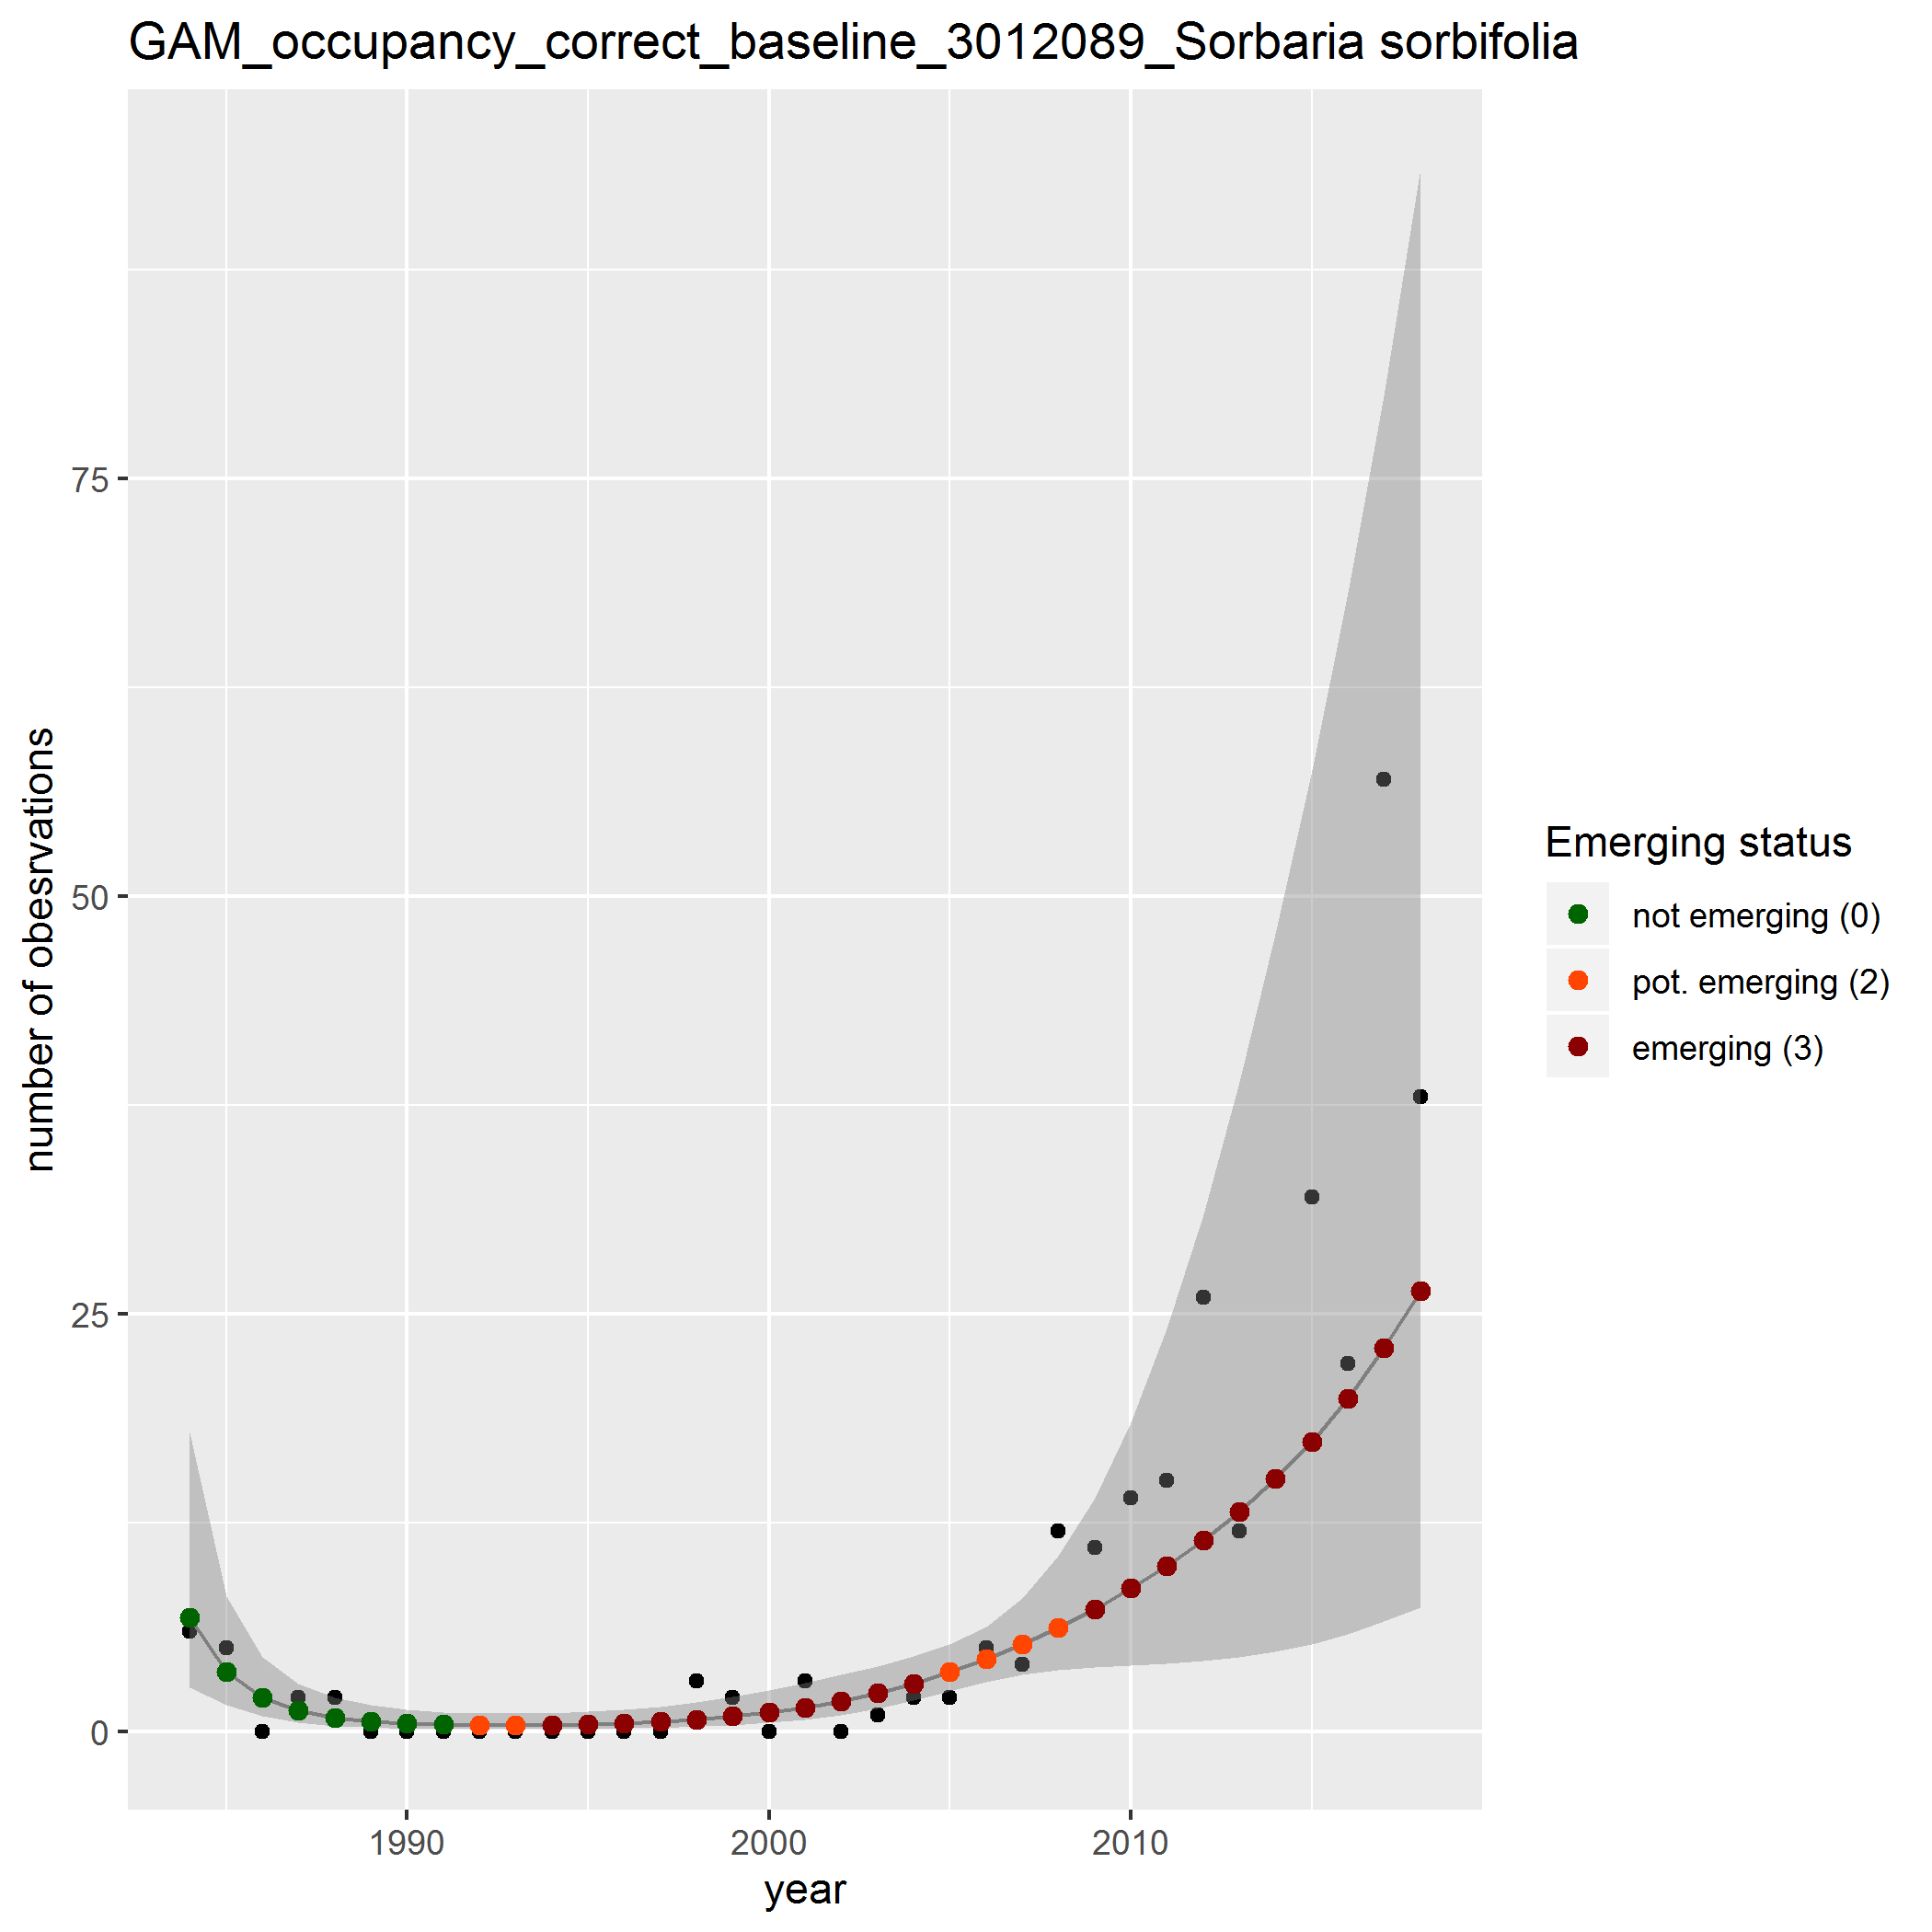 GAM_occupancy_correct_baseline_3012089_Sorbaria sorbifolia
number of obesrvations
75
50
25
0
1990 2000 2010
year
Emerging status
not emerging (0)
pot. emerging (2)
emerging (3)